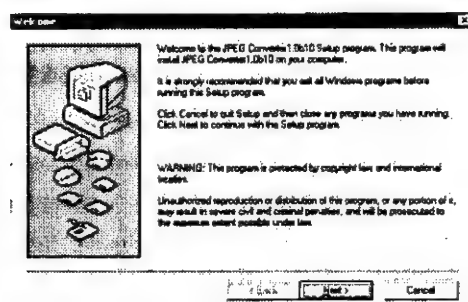 Welcome
Welcome to the JPEG Converter1.0b10 Setup program. This program will
install JPEG Converter1.0b10 on your computer.
It is strongly recommended that you exit all Windows programs before
running this Setup program.
Click Cancel to quit Setup and then close any programs you have running.
Click Next to continue with the Setup program.
WARNING: This program is protected by copyright law and international
treaties.
Unauthorized reproduction or distribution of this program, or any portion of it,
may result in severe civil and criminal penalties, and will be prosecuted to
the maximum extent possible under law.
< Back
Next >
Cancel